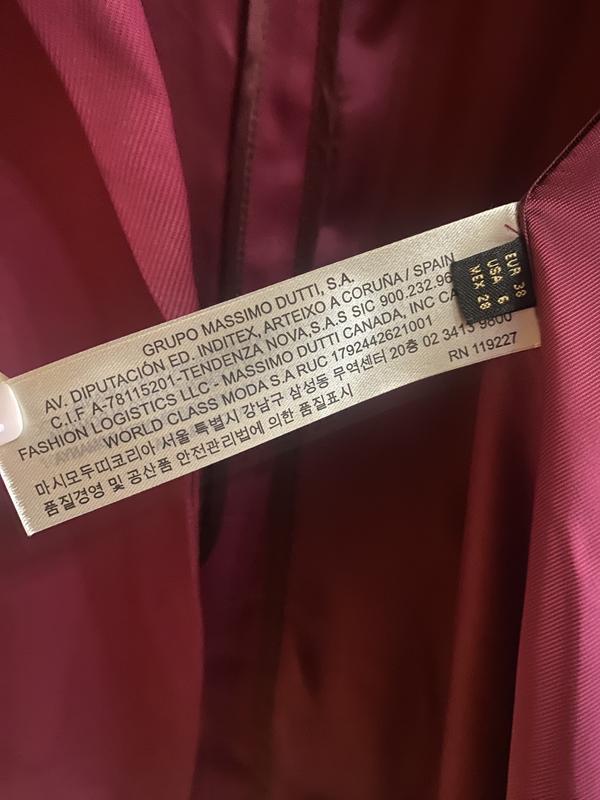 GRUPO MASSIMO DUTTI, S.A.
AV. DIPUTACIÓN ED. INDITEX, ARTEIXO A CORUÑA / SPAIN
C.I.F. A-78115201-TENDENZA NOVA S.A.S SIC 900.232.96
FASHION LOGISTICS LLC - MASSIMO DUTTI CANADA, INC CA
WORLD CLASS MODA S.A RUC 1792442621001
마시모두띠코리아 서울 특별시 강남구 삼성동 무역센터 20층 02 3413 9800
품질경영 및 공산품 안전관리법에 의한 품질표시
RN 119227
EUR 38
USA 6
MEX 28